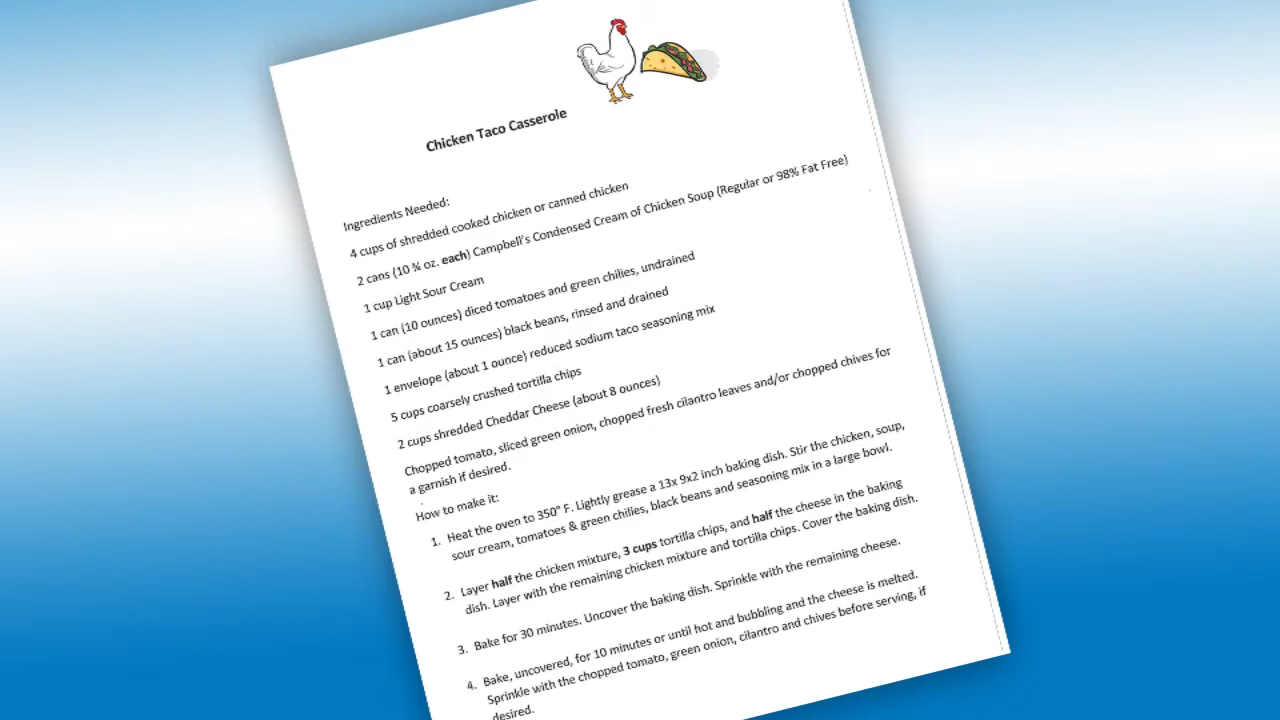 Chicken Taco Casserole
Ingredients Needed:
4 cups of shredded cooked chicken or canned chicken
2 cans (10 ¾ oz. each) Campbell's Condensed Cream of Chicken Soup (Regular or 98% Fat Free)
1 cup Light Sour Cream
1 can (10 ounces) diced tomatoes and green chilies, undrained
1 can (about 15 ounces) black beans, rinsed and drained
1 envelope (about 1 ounce) reduced sodium taco seasoning mix
5 cups coarsely crushed tortilla chips
2 cups shredded Cheddar Cheese (about 8 ounces)
Chopped tomato, sliced green onion, chopped fresh cilantro leaves and/or chopped chives for
a garnish if desired.
How to make it:
1. Heat the oven to 350° F. Lightly grease a 13x 9x2 inch baking dish. Stir the chicken, soup,
sour cream, tomatoes & green chilies, black beans and seasoning mix in a large bowl.
2. Layer half the chicken mixture, 3 cups tortilla chips, and half the cheese in the baking
dish. Layer with the remaining chicken mixture and tortilla chips. Cover the baking dish.
3. Bake for 30 minutes. Uncover the baking dish. Sprinkle with the remaining cheese.
4. Bake, uncovered, for 10 minutes or until hot and bubbling and the cheese is melted.
Sprinkle with the chopped tomato, green onion, cilantro and chives before serving, if
desired.